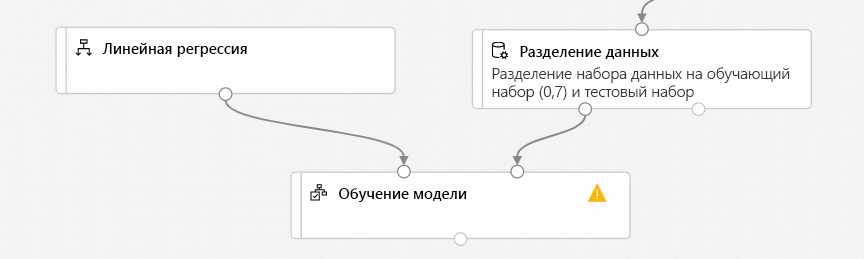 Линейная регрессия
Разделение данных
Разделение набора данных на обучающий
набор (0,7) и тестовый набор
Обучение модели